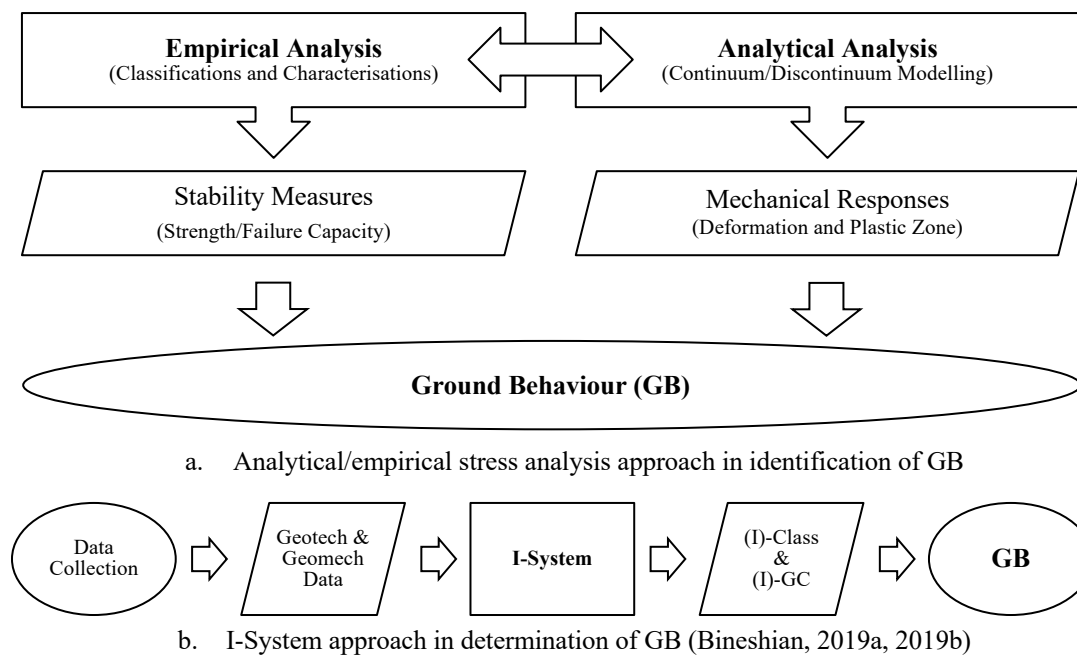 Empirical Analysis
(Classifications and Characterisations)
Analytical Analysis
(Continuum/Discontinuum Modelling)
Stability Measures
(Strength/Failure Capacity)
Mechanical Responses
(Deformation and Plastic Zone)
Ground Behaviour (GB)
a. Analytical/empirical stress analysis approach in identification of GB
Data
Collection
Geotech &
Geomech
Data
I-System
(I)-Class
&
(I)-GC
GB
b. I-System approach in determination of GB (Bineshian, 2019a, 2019b)